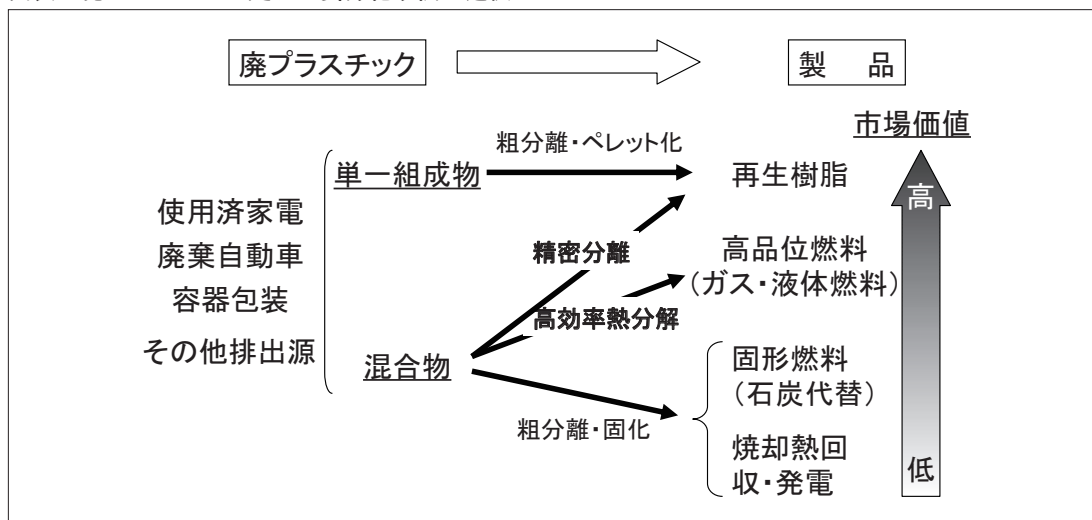 廃プラスチック
製 品
市場価値
粗分離・ペレット化
単一組成物
再生樹脂
高
使用済家電
廃棄自動車
容器包装
その他排出源
精密分離
高品位燃料
（ガス・液体燃料）
高効率熱分解
混合物
固形燃料
（石炭代替）
粗分離・固化
焼却熱回
収・発電
低